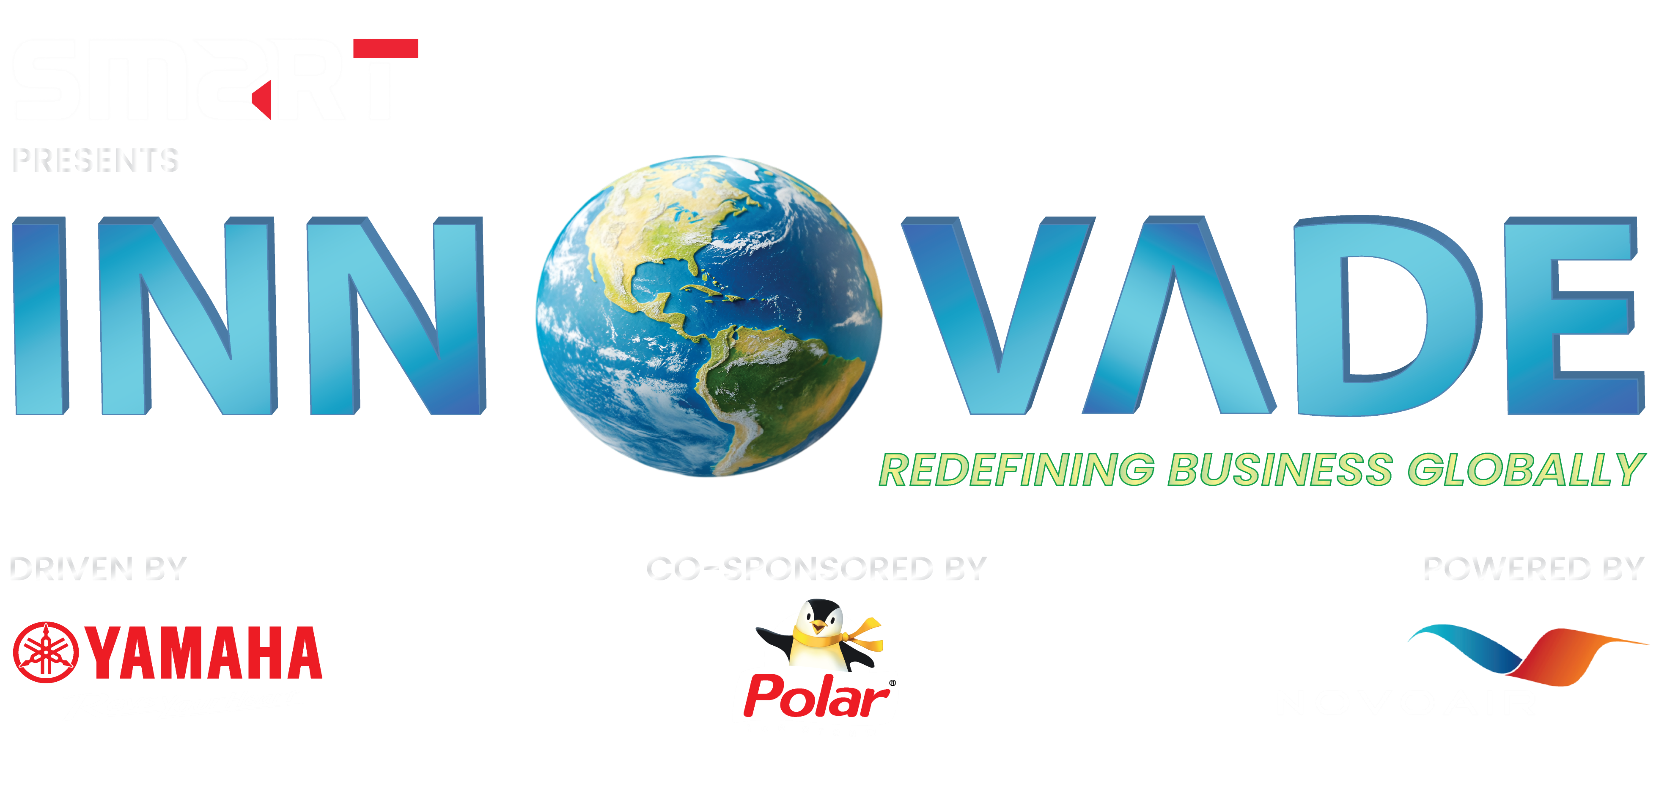 SMART
PRESENTS
INNOVADE
REDEFINING BUSINESS GLOBALLY
DRIVEN BY
CO-SPONSORED BY
POWERED BY
YAMAHA
Polar®